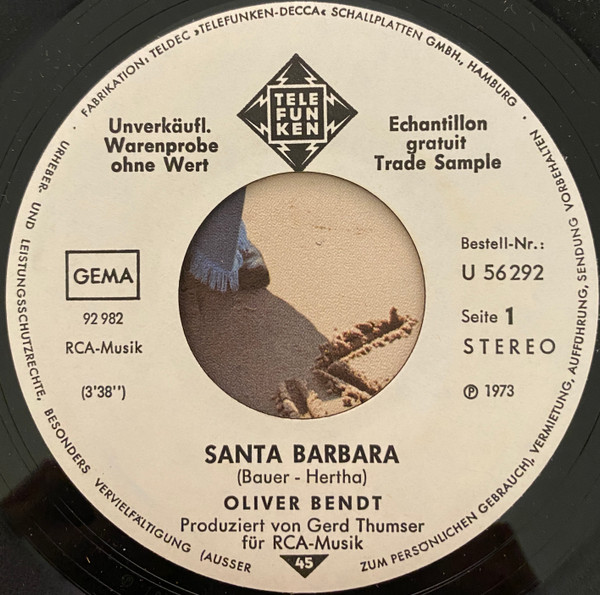 · FABRIKATION: TELDEC »TELEFUNKEN-DECCA« SCHALLPLATTEN GMBH, HAMBURG ·
URHEBER- UND LEISTUNGSSCHUTZRECHTE, BESONDERS VERVIELFÄLTIGUNG (AUSSER ZUM PERSÖNLICHEN GEBRAUCH), VERMIETUNG, AUFFÜHRUNG, SENDUNG VORBEHALTEN
TELE
FUN
KEN
Unverkäufl.
Warenprobe
ohne Wert
Echantillon
gratuit
Trade Sample
GEMA
92 982
RCA-Musik
(3'38")
Bestell-Nr.:
U 56 292
Seite 1
STEREO
℗ 1973
SANTA BARBARA
(Bauer - Hertha)
OLIVER BENDT
Produziert von Gerd Thumser
für RCA-Musik
45